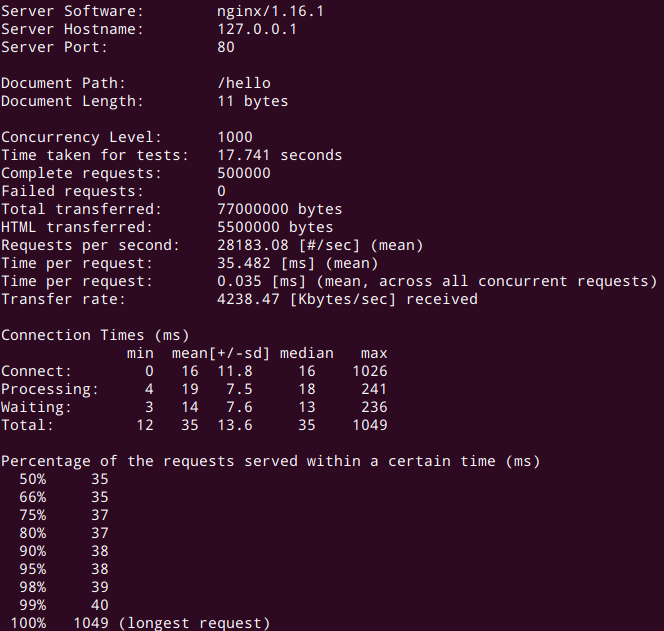 Server Software:        nginx/1.16.1
Server Hostname:        127.0.0.1
Server Port:            80

Document Path:          /hello
Document Length:        11 bytes

Concurrency Level:      1000
Time taken for tests:   17.741 seconds
Complete requests:      500000
Failed requests:        0
Total transferred:      77000000 bytes
HTML transferred:       5500000 bytes
Requests per second:    28183.08 [#/sec] (mean)
Time per request:       35.482 [ms] (mean)
Time per request:       0.035 [ms] (mean, across all concurrent requests)
Transfer rate:          4238.47 [Kbytes/sec] received

Connection Times (ms)
              min  mean[+/-sd] median   max
Connect:        0   16  11.8     16    1026
Processing:     4   19   7.5     18     241
Waiting:        3   14   7.6     13     236
Total:         12   35  13.6     35    1049

Percentage of the requests served within a certain time (ms)
  50%     35
  66%     35
  75%     37
  80%     37
  90%     38
  95%     38
  98%     39
  99%     40
 100%   1049 (longest request)